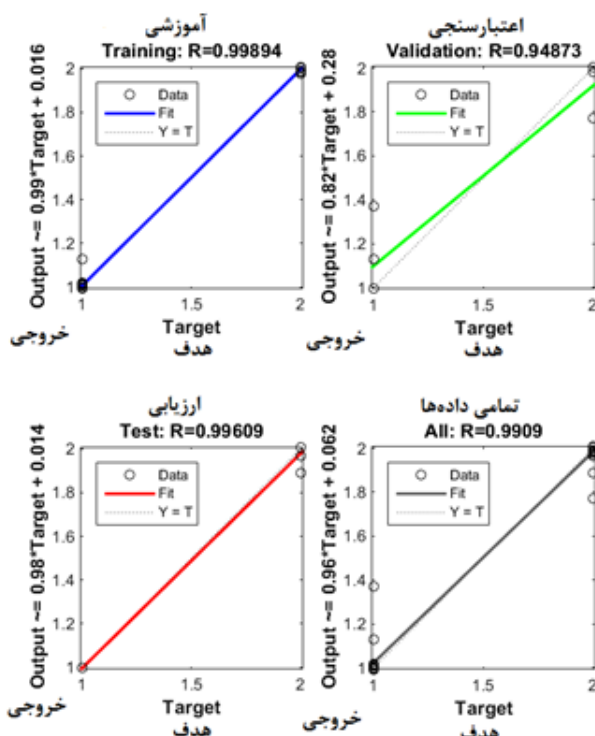 آموزشی
Training: R=0.99894
Output ~= 0.99*Target + 0.016
2
1.8
1.6
1.4
1.2
1
Data
Fit
Y = T
1
1.5
2
Target
هدف
خروجی
اعتبارسنجی
Validation: R=0.94873
Output ~= 0.82*Target + 0.28
2
1.8
1.6
1.4
1.2
1
Data
Fit
Y = T
1
1.5
2
Target
هدف
خروجی
ارزیابی
Test: R=0.99609
Output ~= 0.98*Target + 0.014
2
1.8
1.6
1.4
1.2
1
Data
Fit
Y = T
1
1.5
2
Target
هدف
خروجی
تمامی داده‌ها
All: R=0.9909
Output ~= 0.96*Target + 0.062
2
1.8
1.6
1.4
1.2
1
Data
Fit
Y = T
1
1.5
2
Target
هدف
خروجی